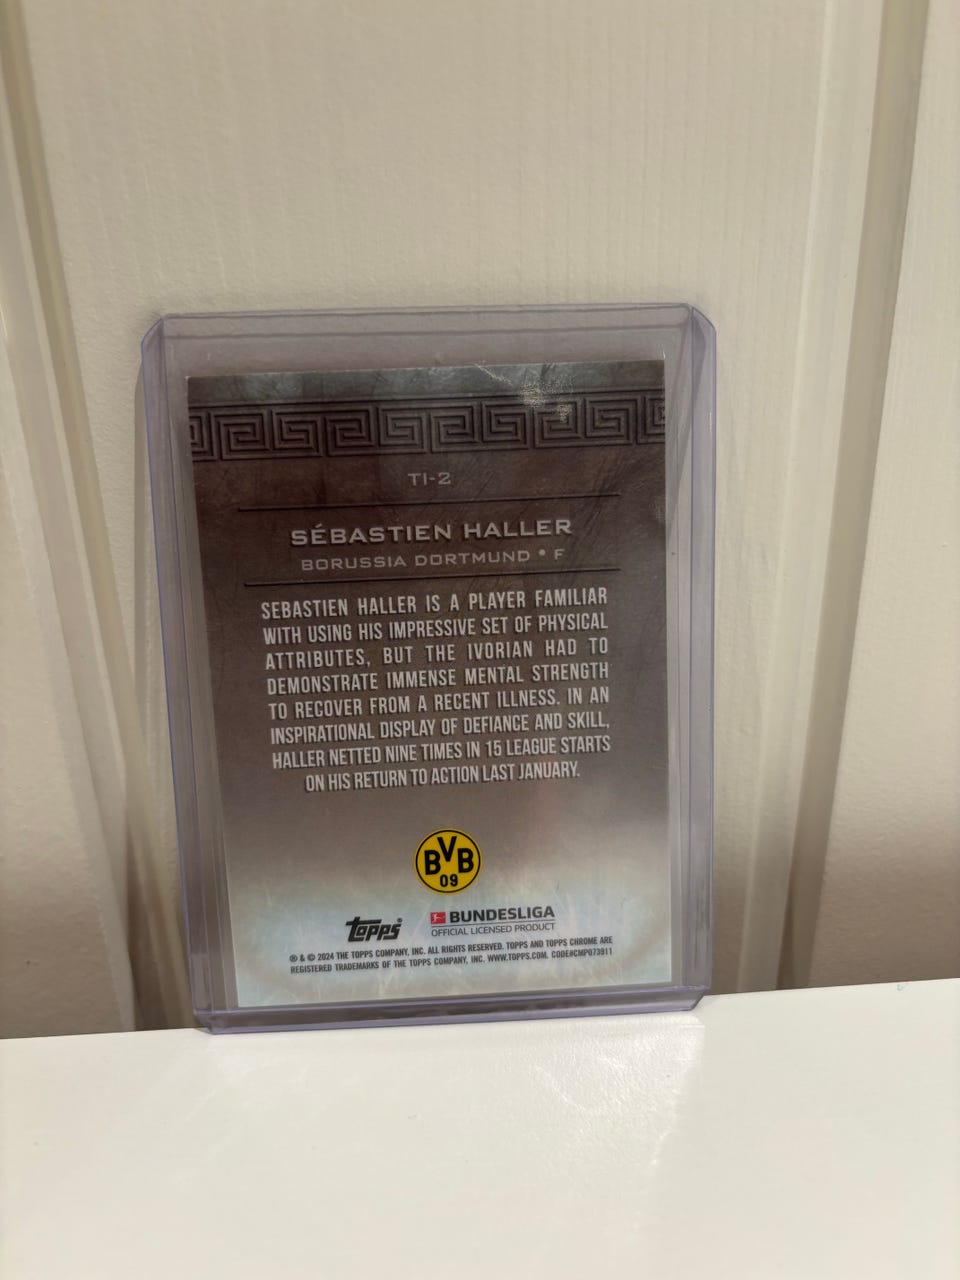 TI-2
SÉBASTIEN HALLER
BORUSSIA DORTMUND • F
SEBASTIEN HALLER IS A PLAYER FAMILIAR
WITH USING HIS IMPRESSIVE SET OF PHYSICAL
ATTRIBUTES, BUT THE IVORIAN HAD TO
DEMONSTRATE IMMENSE MENTAL STRENGTH
TO RECOVER FROM A RECENT ILLNESS. IN AN
INSPIRATIONAL DISPLAY OF DEFIANCE AND SKILL,
HALLER NETTED NINE TIMES IN 15 LEAGUE STARTS
ON HIS RETURN TO ACTION LAST JANUARY.
BVB
09
Topps®
BUNDESLIGA
OFFICIAL LICENSED PRODUCT
® & © 2024 THE TOPPS COMPANY, INC. ALL RIGHTS RESERVED. TOPPS AND TOPPS CHROME ARE
REGISTERED TRADEMARKS OF THE TOPPS COMPANY, INC. WWW.TOPPS.COM. CODE#CMP073911